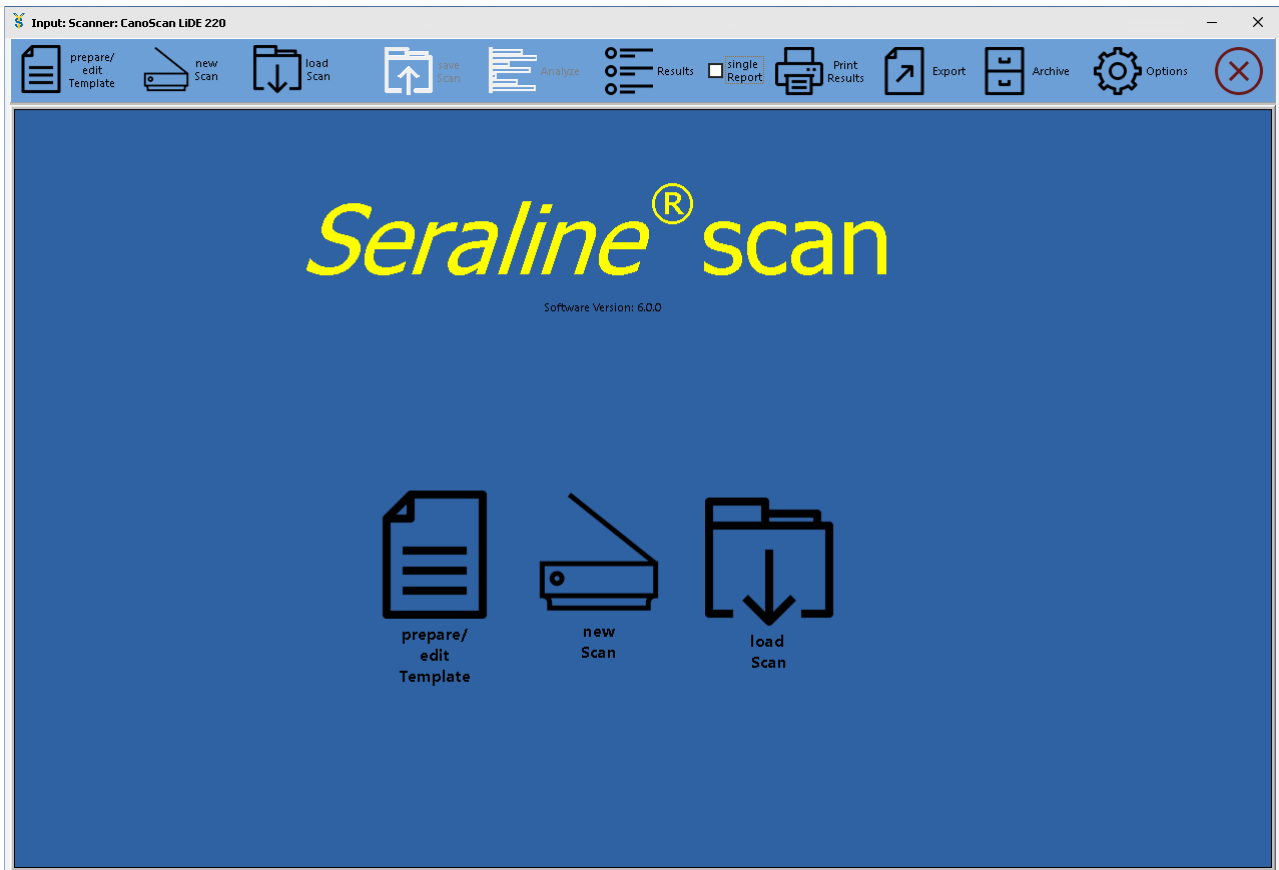 Input: Scanner: CanoScan LiDE 220
prepare/
edit
Template
new
Scan
load
Scan
save
Scan
Analyze
Results
single
Report
Print
Results
Export
Archive
Options
Seraline® scan
Software Version: 6.0.0
prepare/
edit
Template
new
Scan
load
Scan